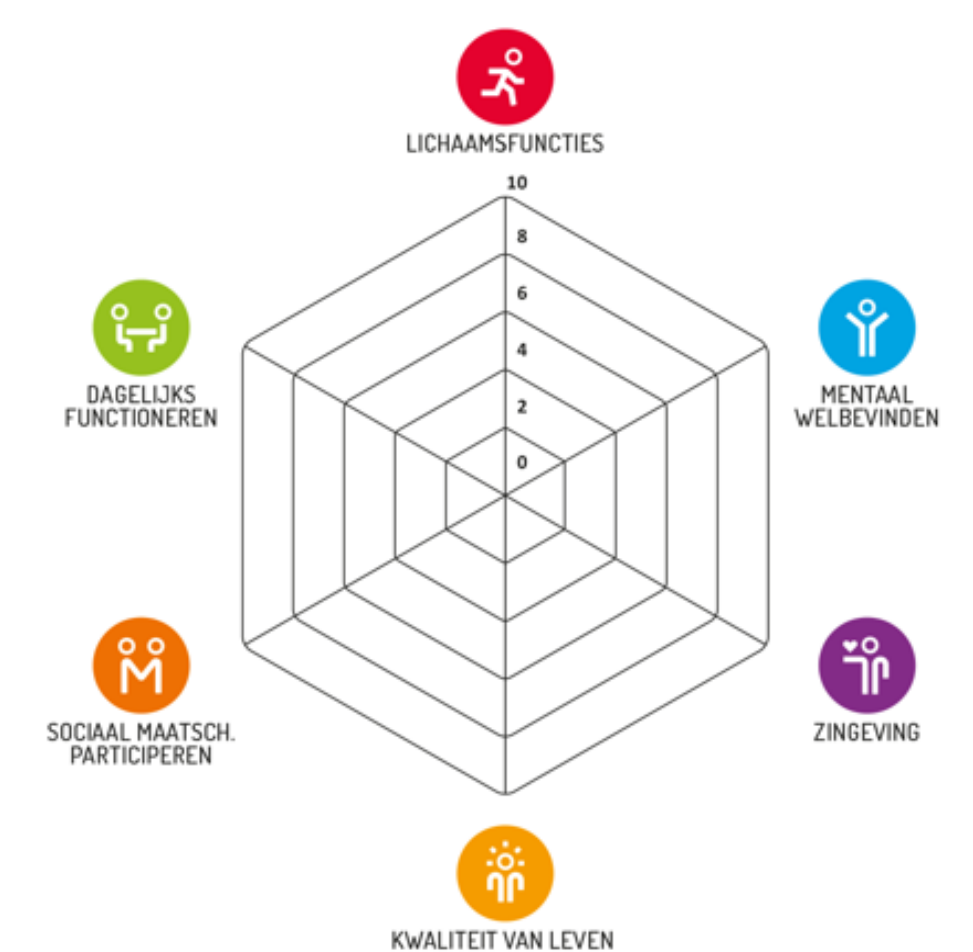 LICHAAMSFUNCTIES
10
8
6
4
2
0
DAGELIJKS
FUNCTIONEREN
MENTAAL
WELBEVINDEN
SOCIAAL MAATSCH.
PARTICIPEREN
ZINGEVING
KWALITEIT VAN LEVEN